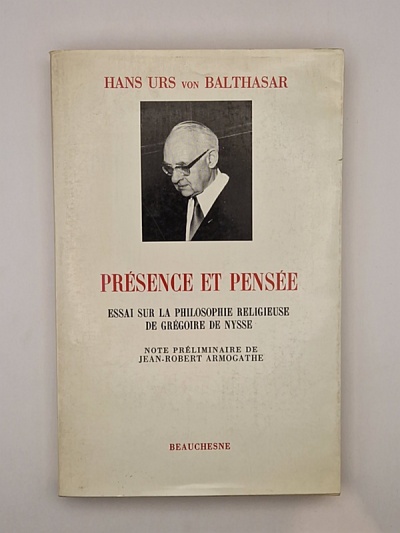 HANS URS VON BALTHASAR
PRÉSENCE ET PENSÉE
ESSAI SUR LA PHILOSOPHIE RELIGIEUSE
DE GRÉGOIRE DE NYSSE
NOTE PRÉLIMINAIRE DE
JEAN-ROBERT ARMOGATHE
BEAUCHESNE